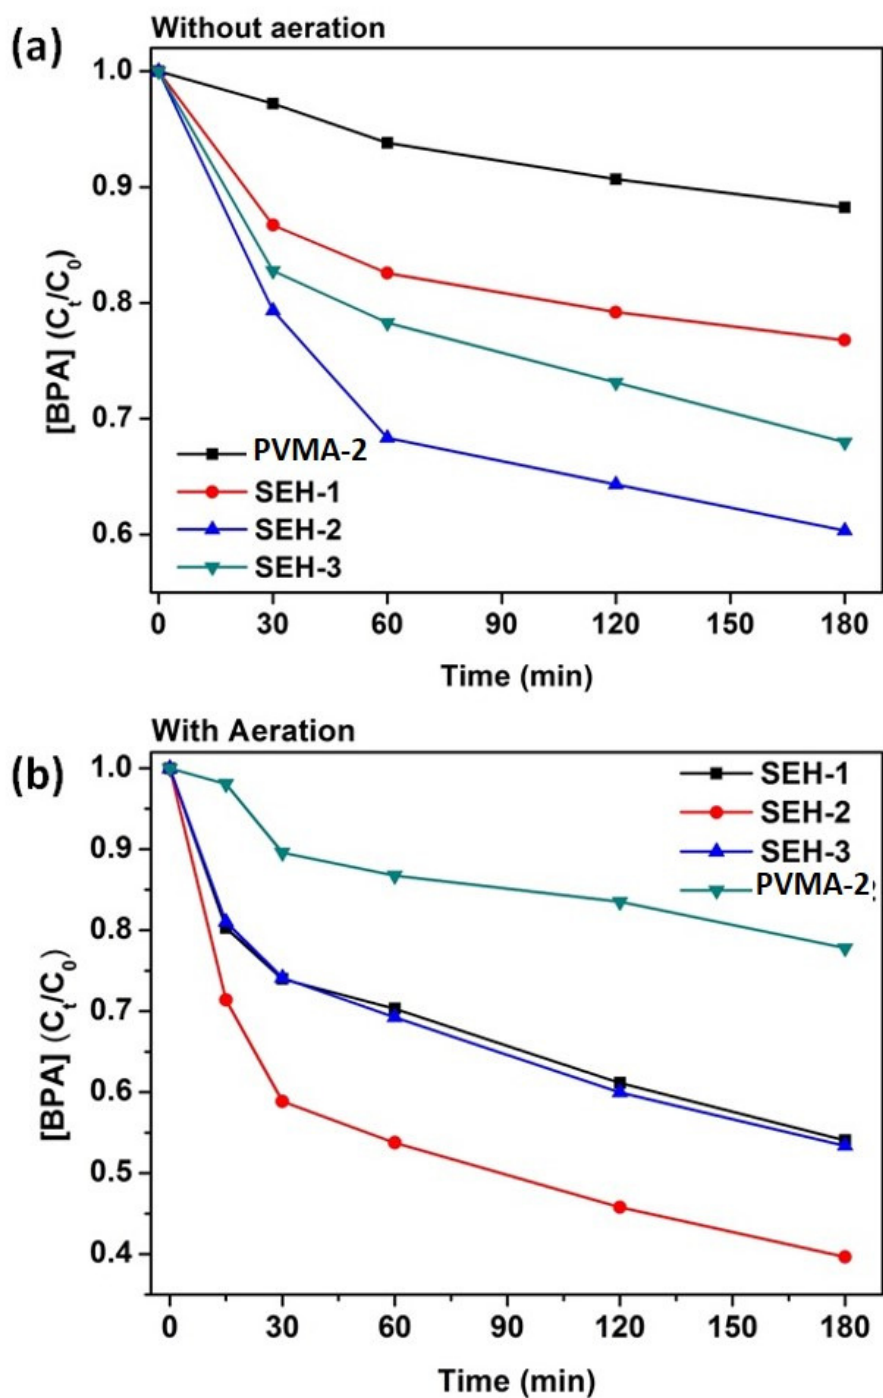 Without aeration
(a)
1.0
0.9
0.8
0.7
0.6
[BPA] (Ct/C0)
PVMA-2
SEH-1
SEH-2
SEH-3
0 30 60 90 120 150 180
Time (min)
With Aeration
(b)
1.0
0.9
0.8
0.7
0.6
0.5
0.4
[BPA] (Ct/C0)
SEH-1
SEH-2
SEH-3
PVMA-2
0 30 60 90 120 150 180
Time (min)